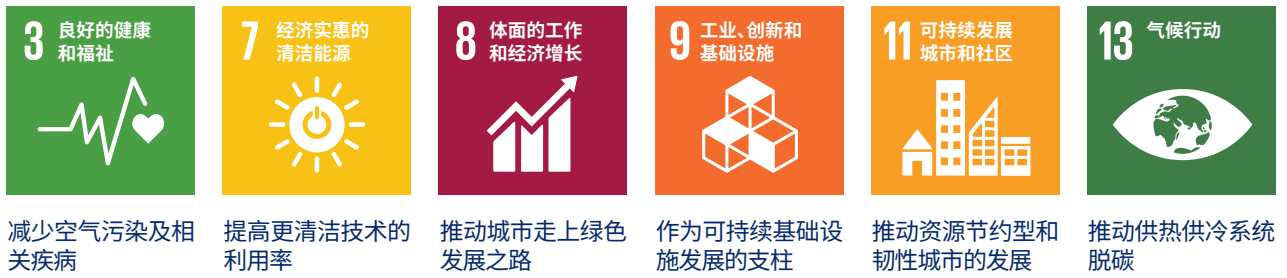 3 良好的健康
和福祉
7 经济实惠的
清洁能源
8 体面的工作
和经济增长
9 工业、创新和
基础设施
11 可持续发展
城市和社区
13 气候行动
减少空气污染及相
关疾病
提高更清洁技术的
利用率
推动城市走上绿色
发展之路
作为可持续基础设
施发展的支柱
推动资源节约型和
韧性城市的发展
推动供热供冷系统
脱碳